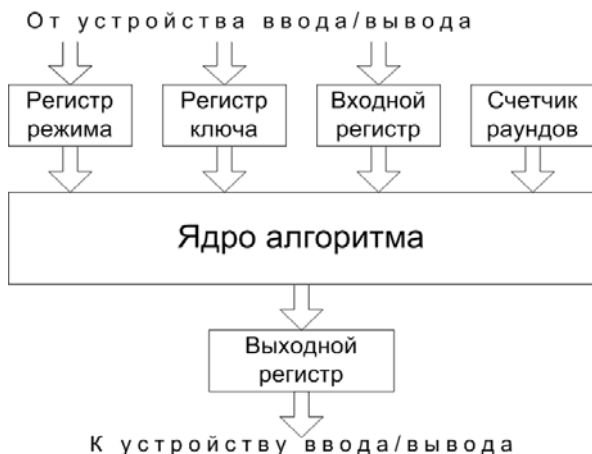 От устройства ввода/вывода
Регистр режима
Регистр ключа
Входной регистр
Счетчик раундов
Ядро алгоритма
Выходной регистр
К устройству ввода/вывода